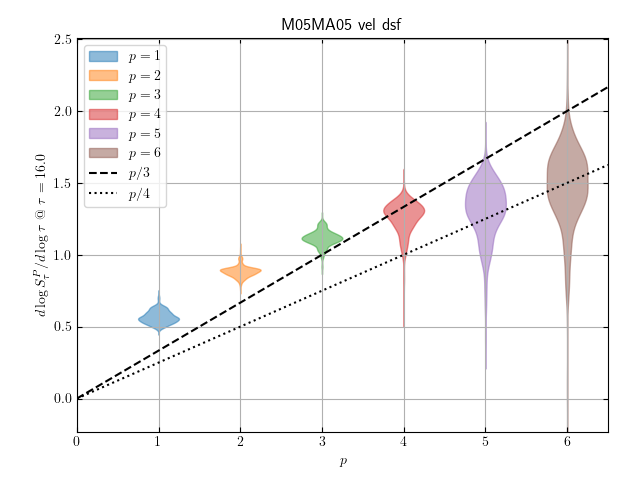 M05MA05 vel dsf
d log S_τ^P / d log τ @ τ = 16.0
2.5
2.0
1.5
1.0
0.5
0.0
p = 1
p = 2
p = 3
p = 4
p = 5
p = 6
p/3
p/4
0 1 2 3 4 5 6
p